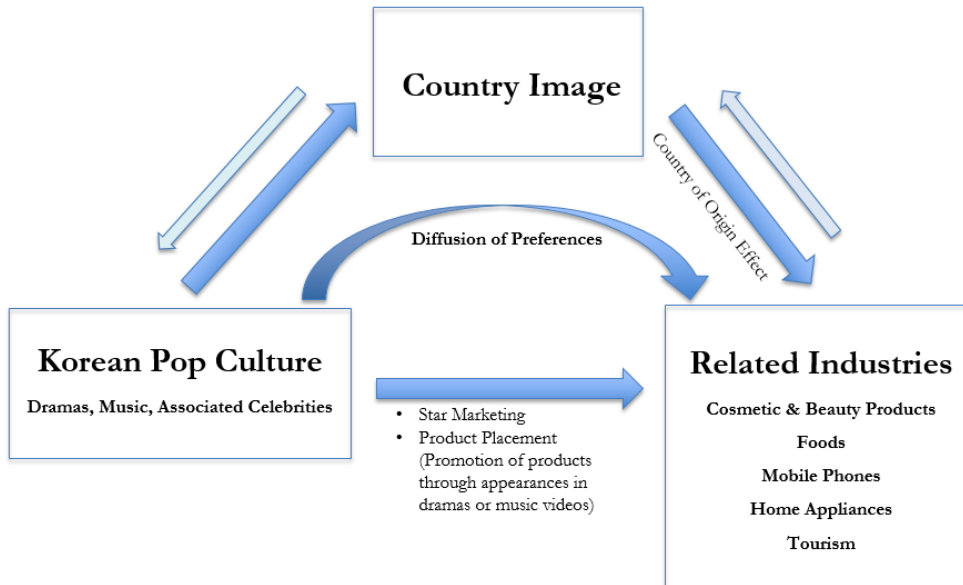 Country Image
Country of Origin Effect
Diffusion of Preferences
Korean Pop Culture
Dramas, Music, Associated Celebrities
• Star Marketing
• Product Placement
(Promotion of products
through appearances in
dramas or music videos)
Related Industries
Cosmetic & Beauty Products
Foods
Mobile Phones
Home Appliances
Tourism